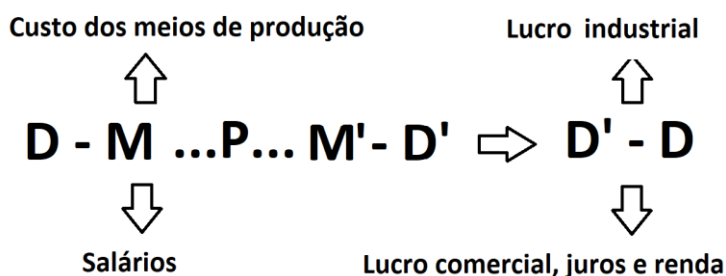 Custo dos meios de produção
Lucro industrial
D - M ...P... M'- D' ⇨ D' - D
Salários
Lucro comercial, juros e renda